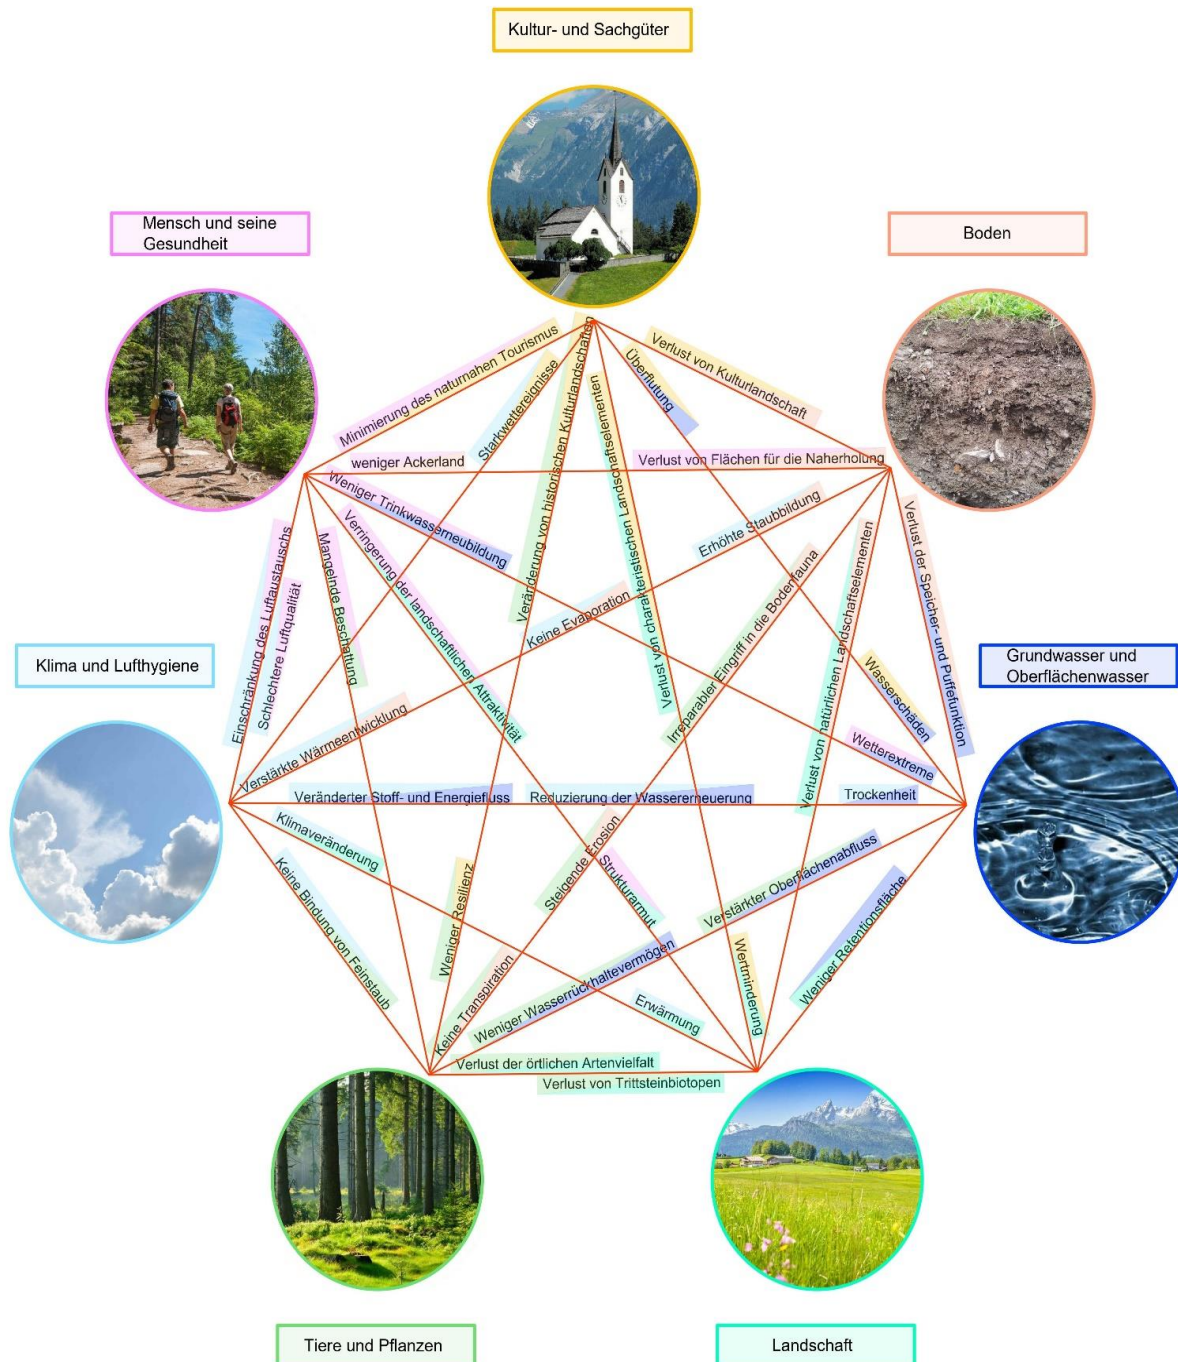 Kultur- und Sachgüter
Mensch und seine
Gesundheit
Boden
Minimierung des naturnahen Tourismus
Starkwettereignisse
Veränderung von historischen Kulturlandschaften
Verlust von charakteristischen Landschaftselementen
Überflutung
Verlust von Kulturlandschaft
weniger Ackerland
Verlust von Flächen für die Naherholung
Weniger Trinkwasserneubildung
Verringerung der landschaftlichen Attraktivität
Mangelnde Beschattung
Einschränkung des Luftaustauschs
Schlechtere Luftqualität
Erhöhte Staubbildung
Keine Evaporation
Irreparabler Eingriff in die Bodenfauna
Verlust von natürlichen Landschaftselementen
Verlust der Speicher- und Puffefunktion
Klima und Lufthygiene
Grundwasser und
Oberflächenwasser
Wasserschäden
Wetterextreme
Verstärkte Wärmeentwicklung
Veränderter Stoff- und Energiefluss
Reduzierung der Wassererneuerung
Trockenheit
Klimaveränderung
Keine Bindung von Feinstaub
Steigende Erosion
Strukturarmut
Weniger Resilienz
Verstärkter Oberflächenabfluss
Weniger Retentionsfläche
Keine Transpiration
Weniger Wasserrückhaltevermögen
Wertminderung
Erwärmung
Verlust der örtlichen Artenvielfalt
Verlust von Trittsteinbiotopen
Tiere und Pflanzen
Landschaft